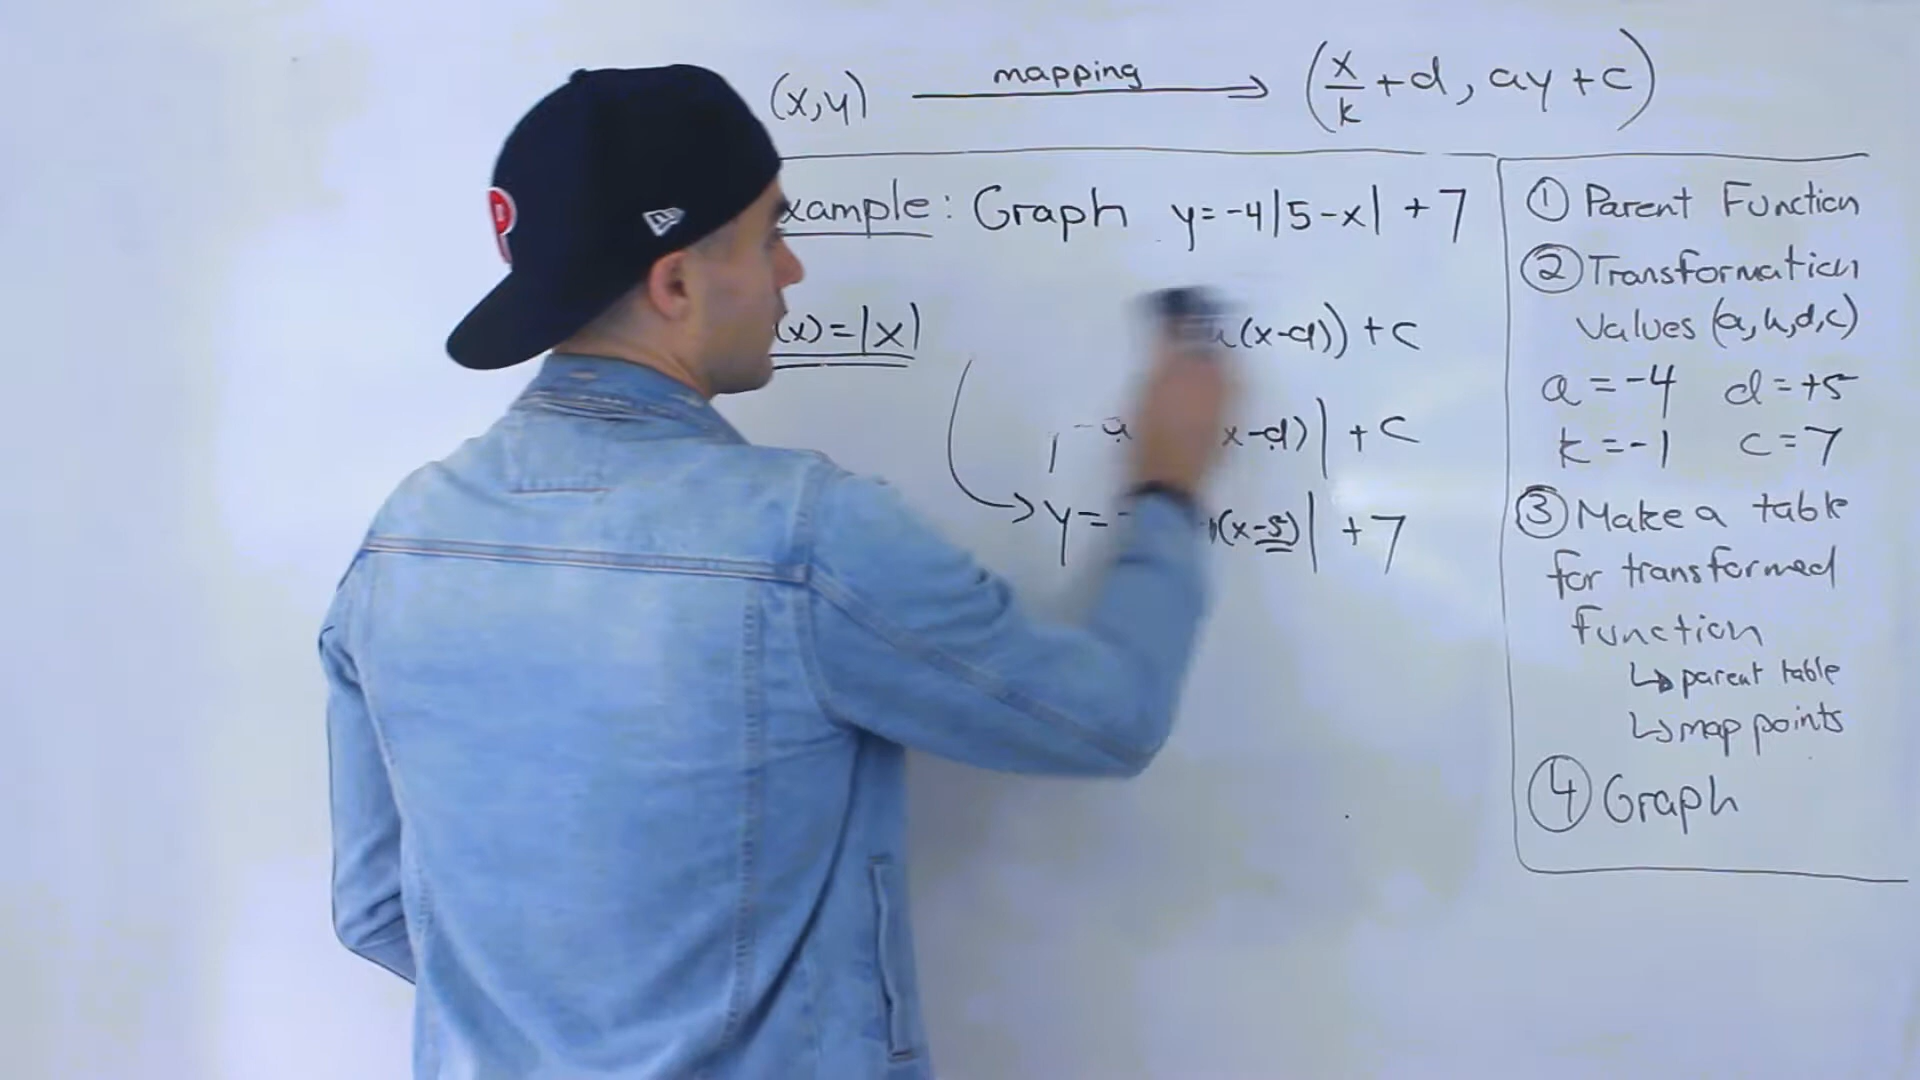 (x,y) mapping (x/k + d, ay + c)
xample: Graph y = -4|5-x| + 7
(x) = |x|
(x-d)) + c
x-d)| + c
y = (x-5)| + 7
① Parent Function
② Transformation
Values (a, k, d, c)
a = -4 d = +5
k = -1 c = 7
③ Make a table
for transformed
function
↳ parent table
↳ map points
④ Graph